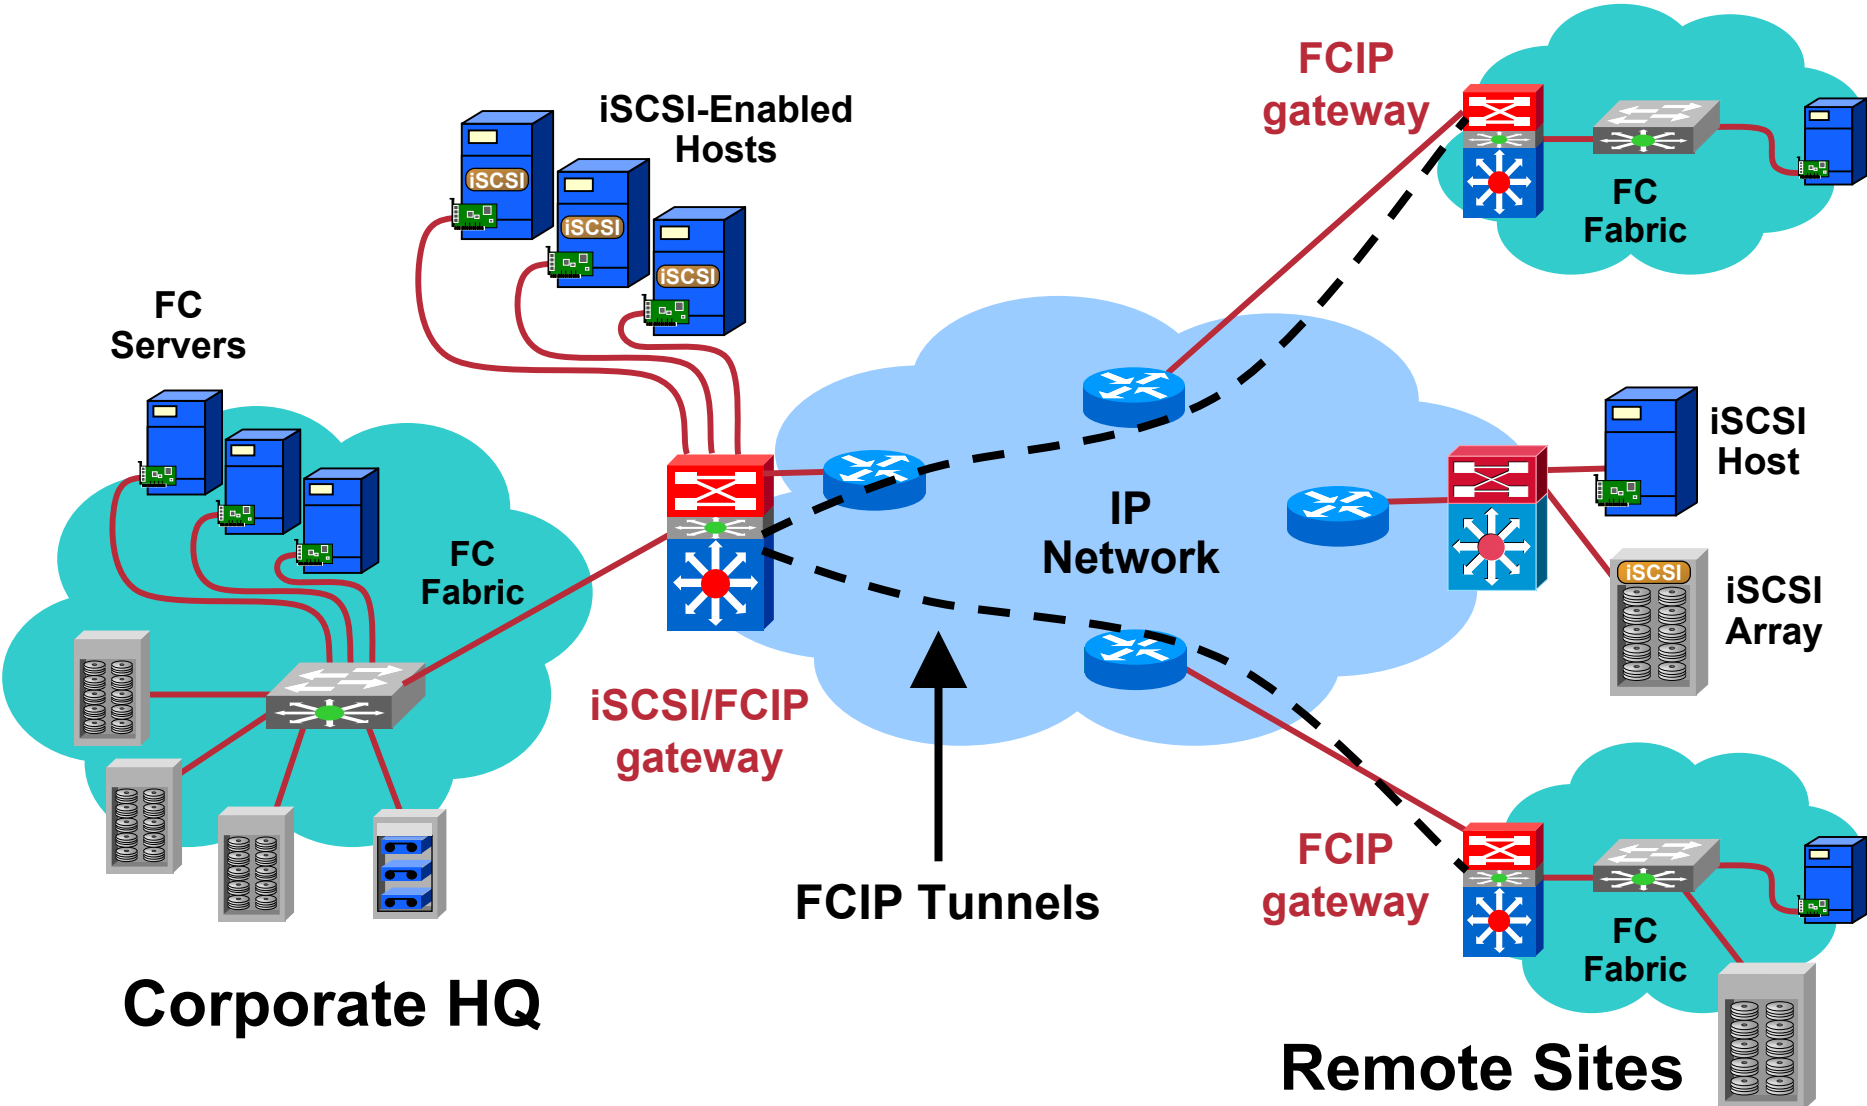 FCIP
gateway
iSCSI-Enabled
Hosts
iSCSI
iSCSI
iSCSI
FC
Fabric
FC
Servers
iSCSI
Host
IP
Network
FC
Fabric
iSCSI
iSCSI
Array
iSCSI/FCIP
gateway
FCIP
gateway
FCIP Tunnels
FC
Fabric
Corporate HQ
Remote Sites